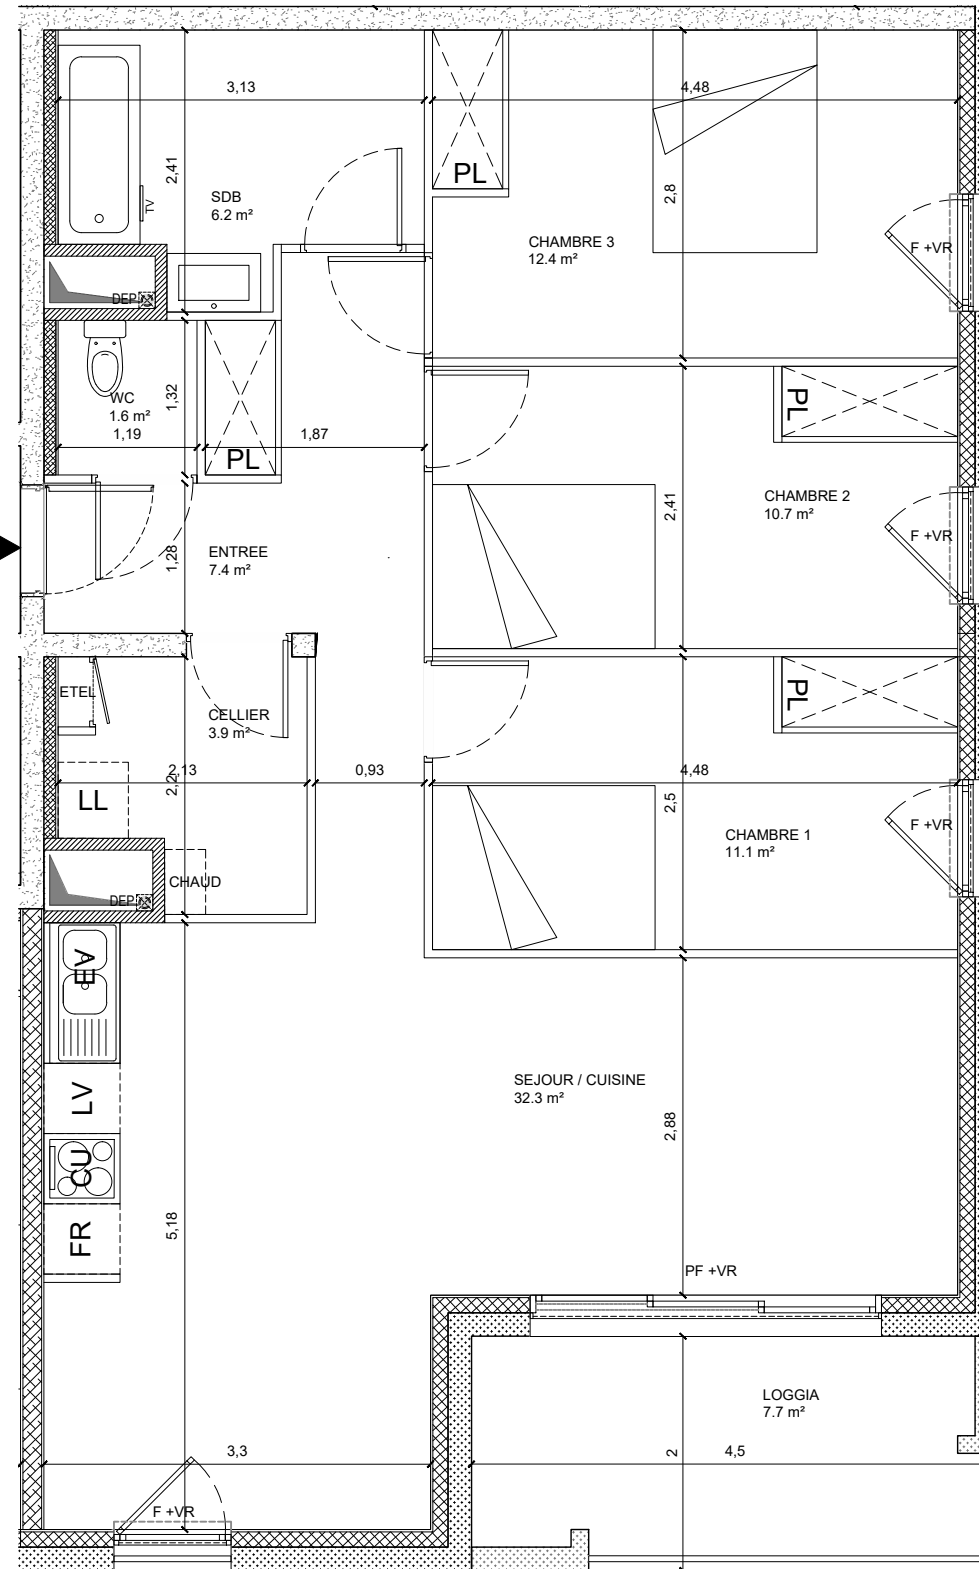 3,13
4,48
2,41
PL
2,8
TV
SDB
6.2 m²
CHAMBRE 3
12.4 m²
F +VR
DEP
WC
1.6 m²
1,32
1,19
1,87
PL
PL
CHAMBRE 2
10.7 m²
2,41
F +VR
ENTREE
7.4 m²
1,28
ETEL
CELLIER
3.9 m²
PL
2,13
0,93
4,48
LL
2,5
CHAMBRE 1
11.1 m²
F +VR
CHAUD
DEP
EV
SEJOUR / CUISINE
32.3 m²
LV
2,88
CU
5,18
FR
PF +VR
LOGGIA
7.7 m²
3,3
2
4,5
F +VR